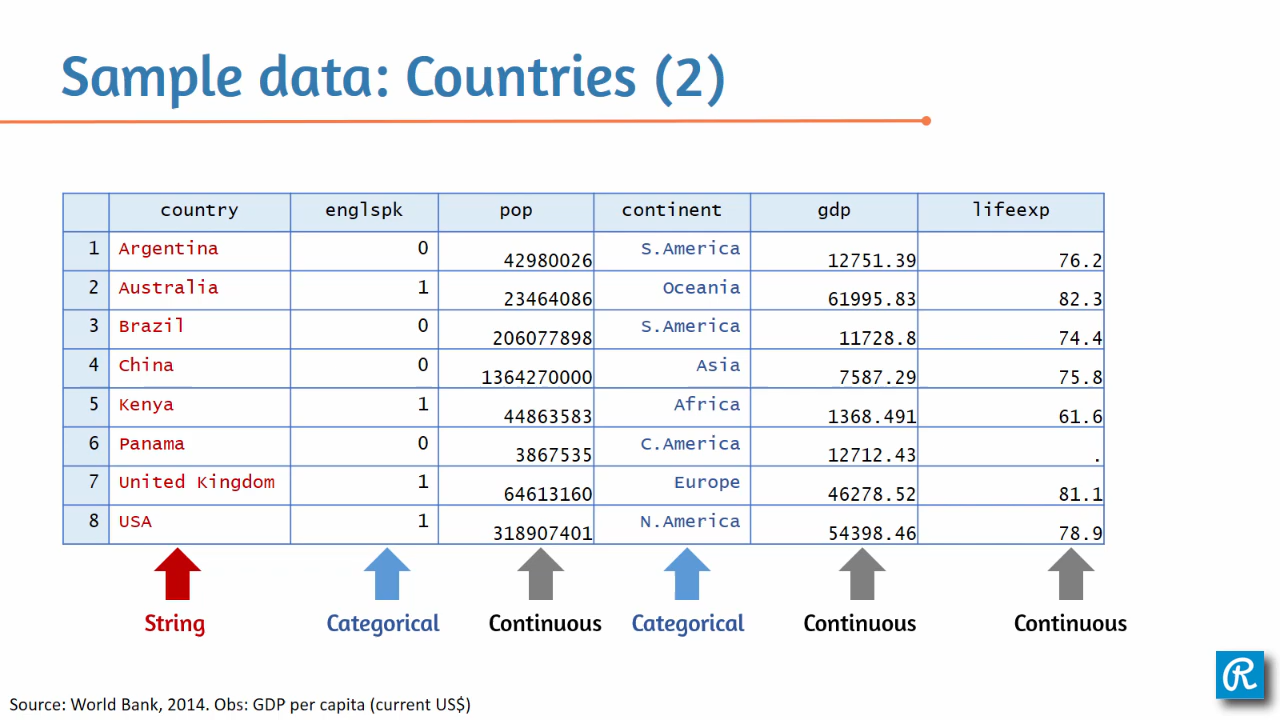 Sample data: Countries (2)
country englspk pop continent gdp lifeexp
1 Argentina 0 42980026 S.America 12751.39 76.2
2 Australia 1 23464086 Oceania 61995.83 82.3
3 Brazil 0 206077898 S.America 11728.8 74.4
4 China 0 1364270000 Asia 7587.29 75.8
5 Kenya 1 44863583 Africa 1368.491 61.6
6 Panama 0 3867535 C.America 12712.43 .
7 United Kingdom 1 64613160 Europe 46278.52 81.1
8 USA 1 318907401 N.America 54398.46 78.9
String Categorical Continuous Categorical Continuous Continuous
R
Source: World Bank, 2014. Obs: GDP per capita (current US$)